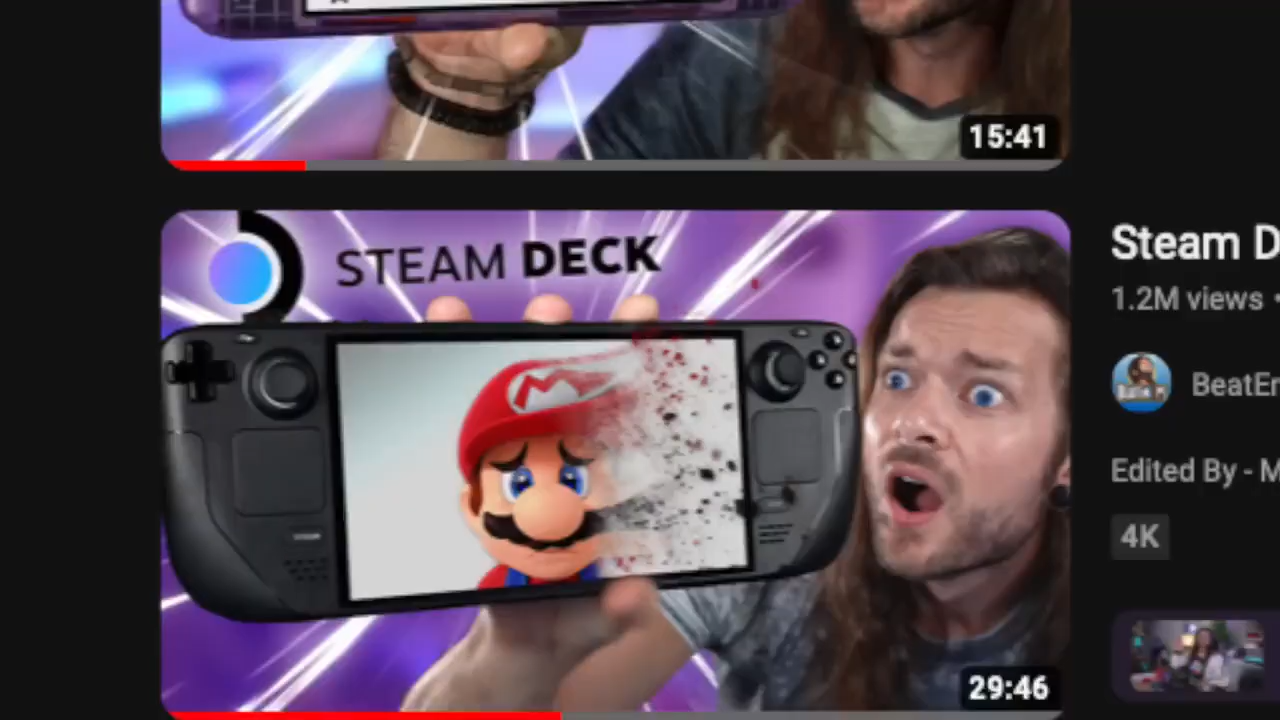 15:41
STEAM DECK
Steam D
1.2M views
BeatEr
Edited By - M
4K
29:46